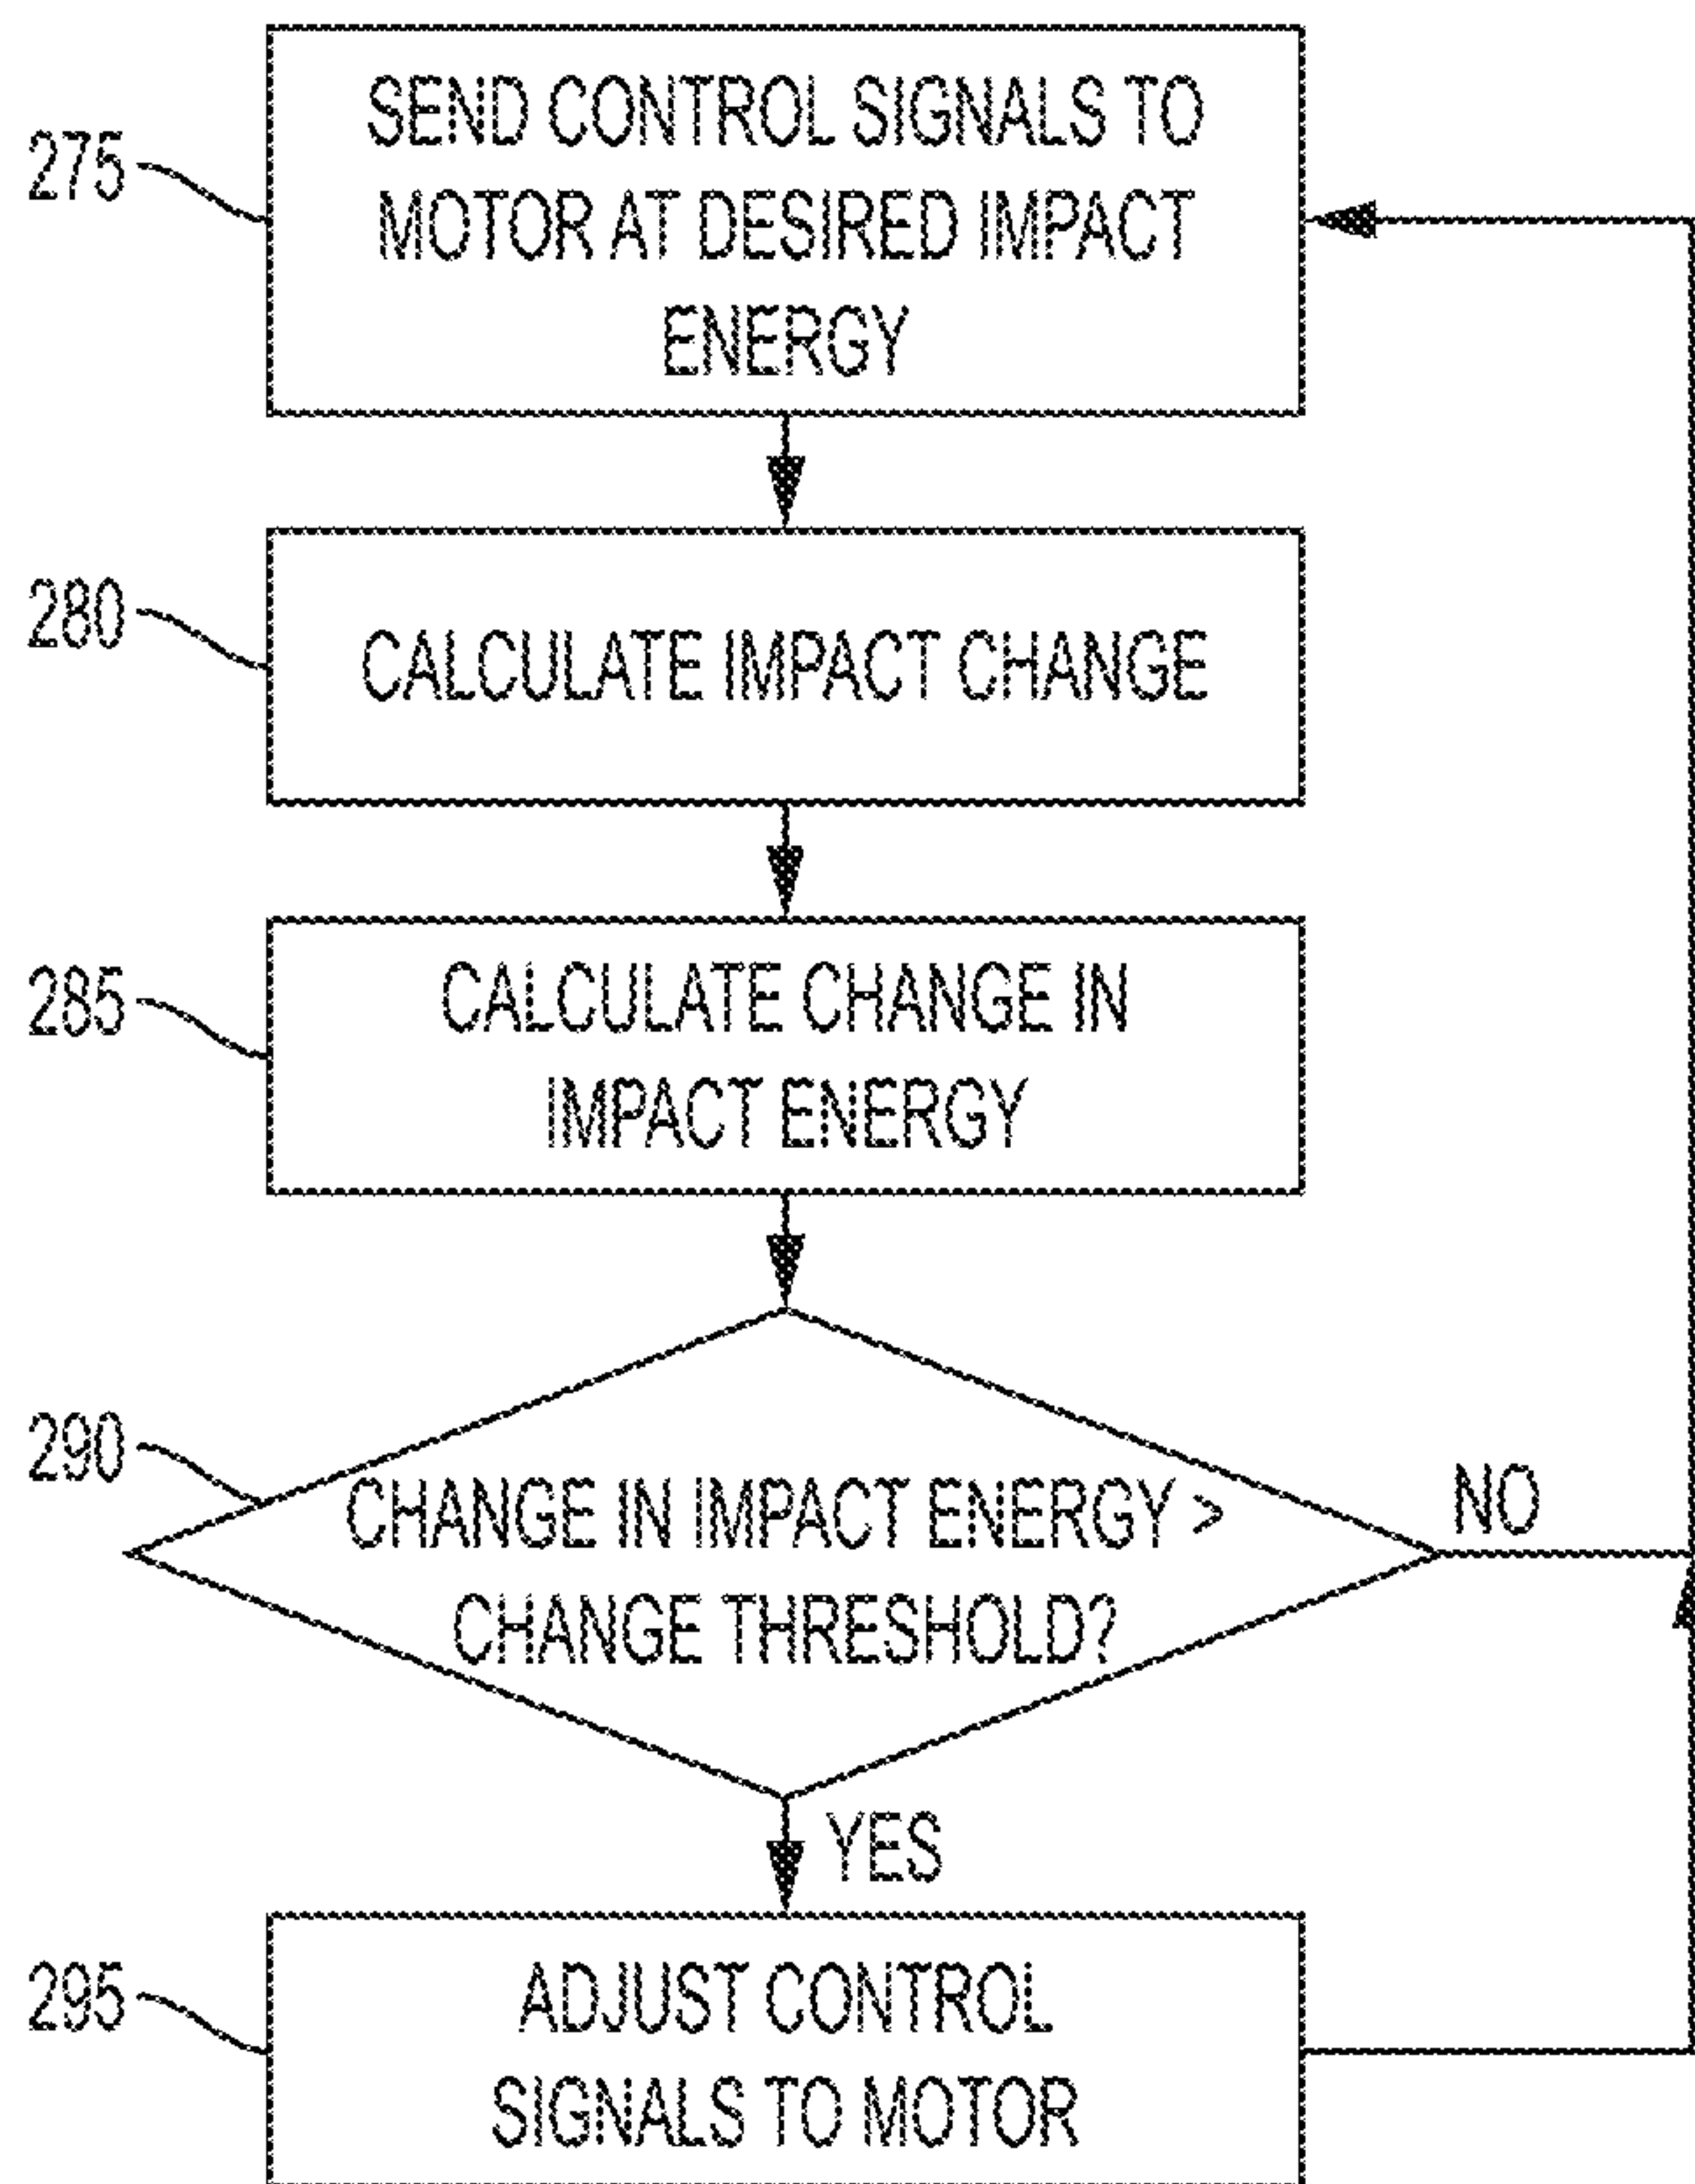 275
SEND CONTROL SIGNALS TO
MOTOR AT DESIRED IMPACT
ENERGY
280
CALCULATE IMPACT CHANGE
285
CALCULATE CHANGE IN
IMPACT ENERGY
290
CHANGE IN IMPACT ENERGY >
CHANGE THRESHOLD?
NO
YES
295
ADJUST CONTROL
SIGNALS TO MOTOR